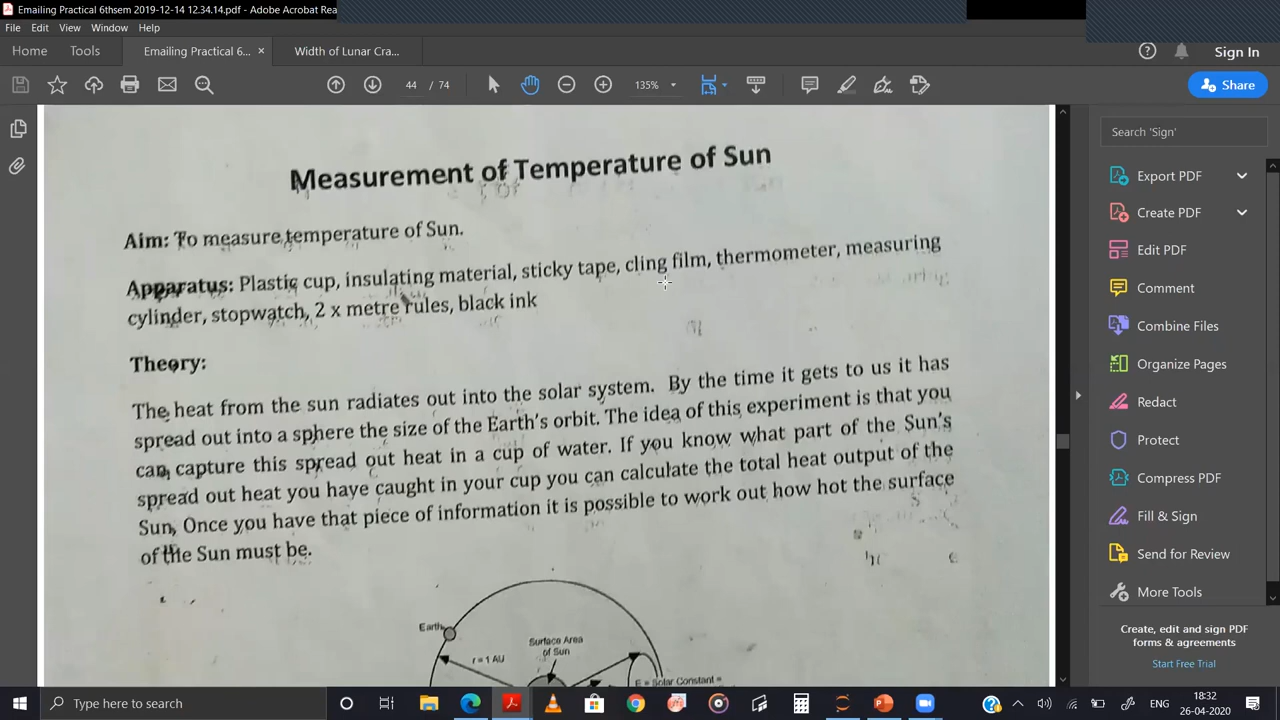 Emailing Practical 6thsem 2019-12-14 12.34.14.pdf - Adobe Acrobat Rea
File Edit View Window Help
Home Tools Emailing Practical 6... × Width of Lunar Cra... Sign In
44 / 74 135% Share
Measurement of Temperature of Sun
Aim: To measure temperature of Sun.
Apparatus: Plastic cup, insulating material, sticky tape, cling film, thermometer, measuring
cylinder, stopwatch, 2 x metre rules, black ink
Theory:
The heat from the sun radiates out into the solar system. By the time it gets to us it has
spread out into a sphere the size of the Earth's orbit. The idea of this experiment is that you
can capture this spread out heat in a cup of water. If you know what part of the Sun's
spread out heat you have caught in your cup you can calculate the total heat output of the
Sun, Once you have that piece of information it is possible to work out how hot the surface
of the Sun must be.
Earth
Surface Area
of Sun
r = 1 AU
E = Solar Constant =
Search 'Sign'
Export PDF
Create PDF
Edit PDF
Comment
Combine Files
Organize Pages
Redact
Protect
Compress PDF
Fill & Sign
Send for Review
More Tools
Create, edit and sign PDF
forms & agreements
Start Free Trial
Type here to search
ENG
18:32
26-04-2020